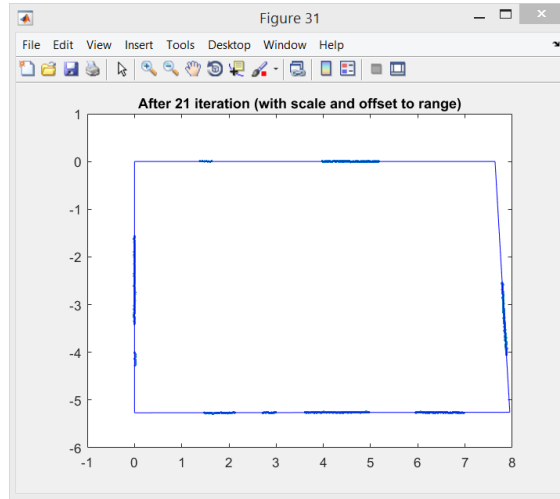 Figure 31
File Edit View Insert Tools Desktop Window Help
After 21 iteration (with scale and offset to range)
1
0
-1
-2
-3
-4
-5
-6
-1 0 1 2 3 4 5 6 7 8